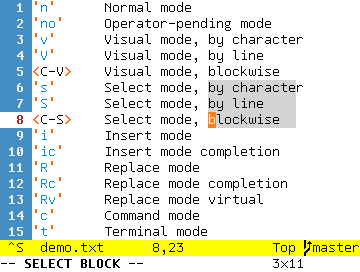 1 'n' Normal mode
2 'no' Operator-pending mode
3 'v' Visual mode, by character
4 'V' Visual mode, by line
5 <C-V> Visual mode, blockwise
6 's' Select mode, by character
7 'S' Select mode, by line
8 <C-S> Select mode, blockwise
9 'i' Insert mode
10 'ic' Insert mode completion
11 'R' Replace mode
12 'Rc' Replace mode completion
13 'Rv' Replace mode virtual
14 'c' Command mode
15 't' Terminal mode
^S demo.txt 8,23 Top master
-- SELECT BLOCK -- 3×11